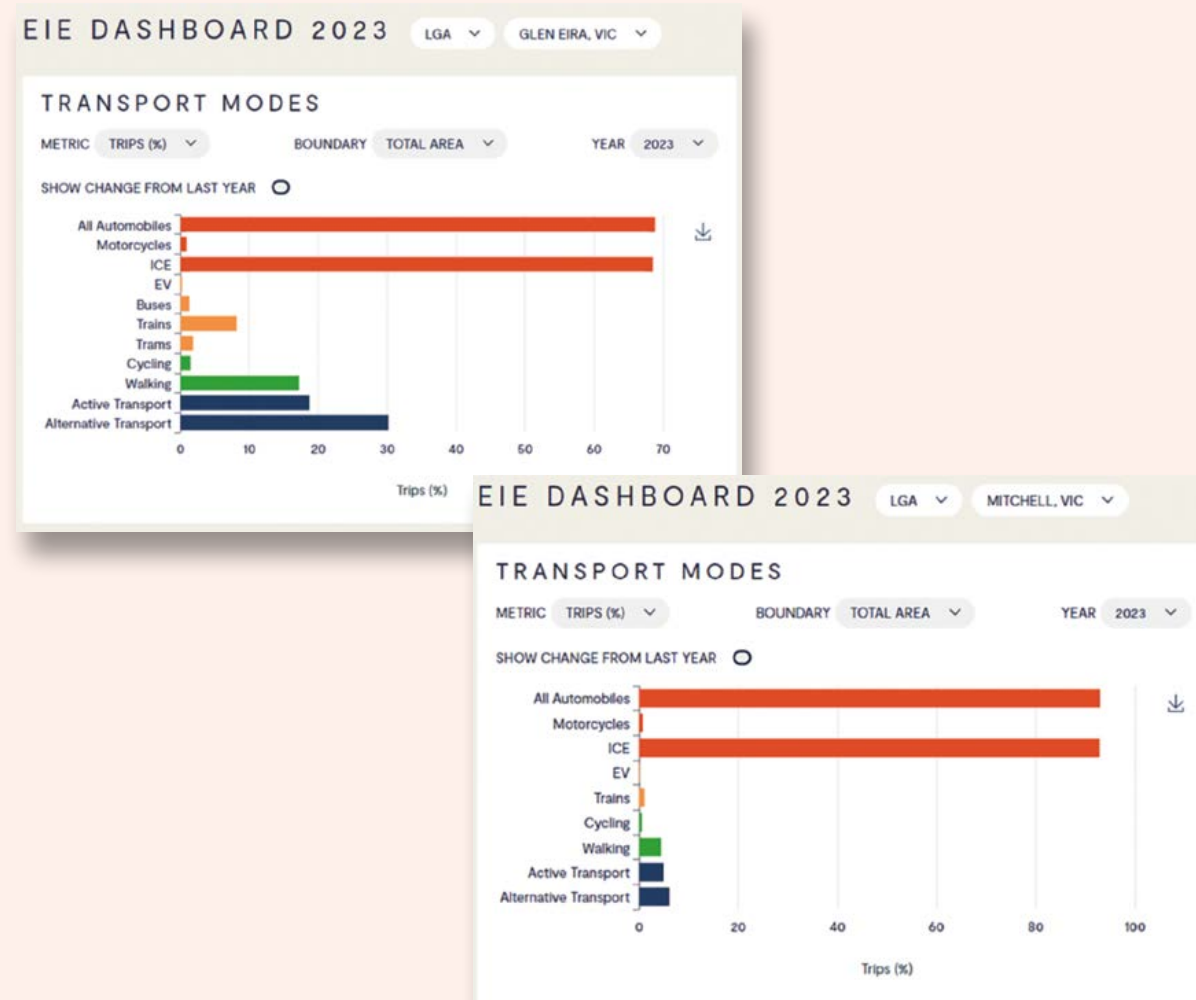 EIE DASHBOARD 2023 LGA GLEN EIRA, VIC
TRANSPORT MODES
METRIC TRIPS (%) BOUNDARY TOTAL AREA YEAR 2023
SHOW CHANGE FROM LAST YEAR
All Automobiles
Motorcycles
ICE
EV
Buses
Trains
Trams
Cycling
Walking
Active Transport
Alternative Transport
0 10 20 30 40 50 60 70
Trips (%)
EIE DASHBOARD 2023 LGA MITCHELL, VIC
TRANSPORT MODES
METRIC TRIPS (%) BOUNDARY TOTAL AREA YEAR 2023
SHOW CHANGE FROM LAST YEAR
All Automobiles
Motorcycles
ICE
EV
Trains
Cycling
Walking
Active Transport
Alternative Transport
0 20 40 60 80 100
Trips (%)